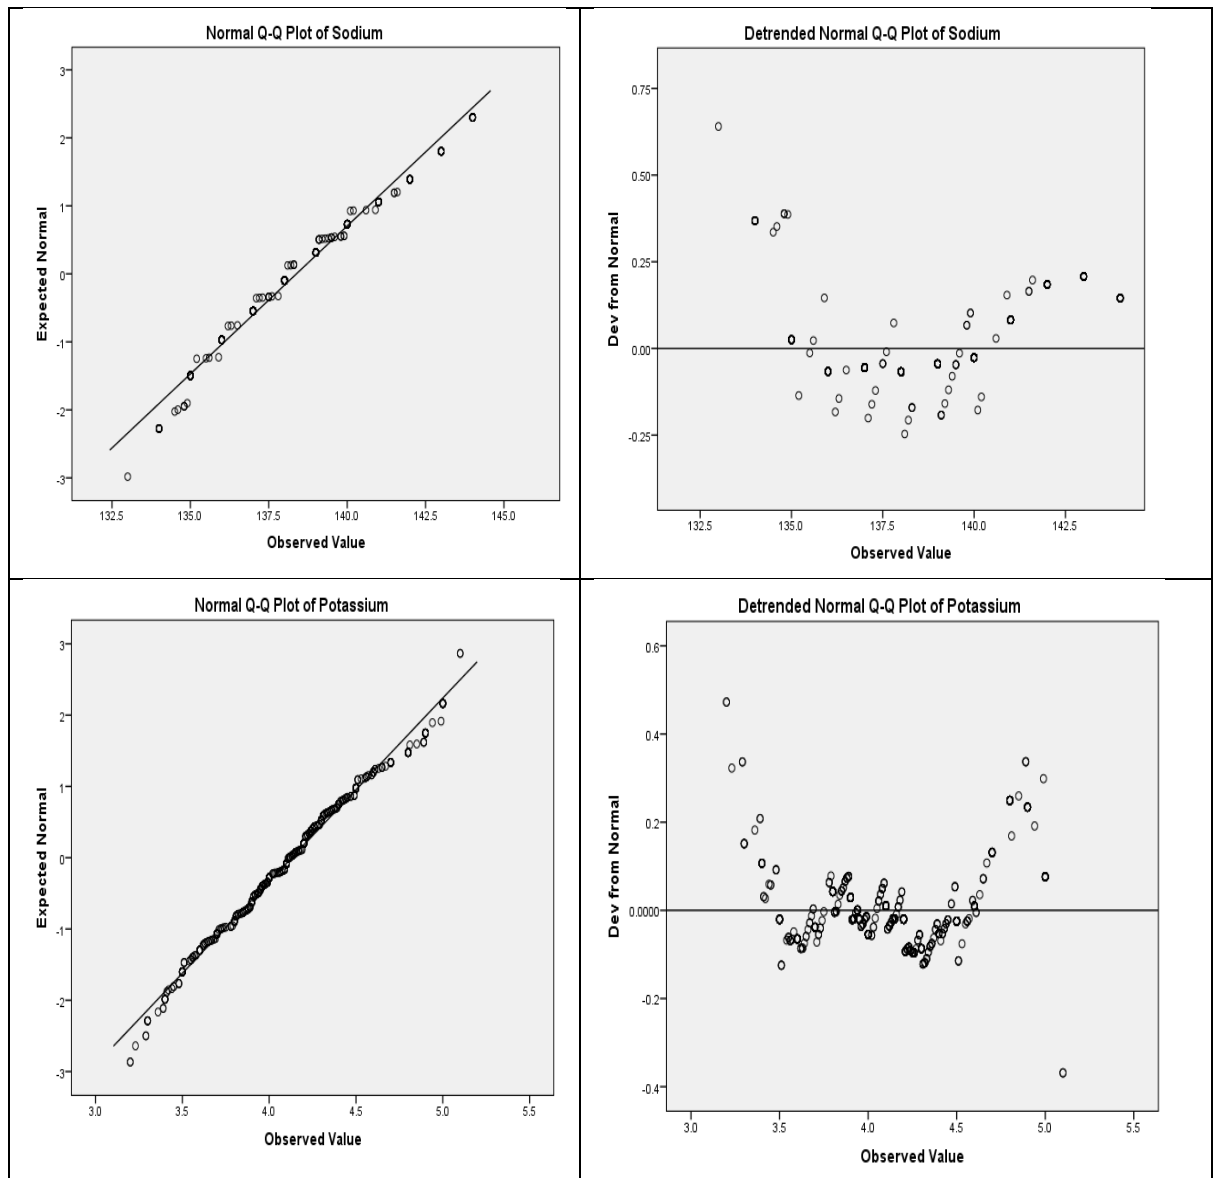 Normal Q-Q Plot of Sodium
Expected Normal
3
2
1
0
-1
-2
-3
132.5 135.0 137.5 140.0 142.5 145.0
Observed Value
Detrended Normal Q-Q Plot of Sodium
Dev from Normal
0.75
0.50
0.25
0.00
-0.25
132.5 135.0 137.5 140.0 142.5
Observed Value
Normal Q-Q Plot of Potassium
Expected Normal
3
2
1
0
-1
-2
-3
3.0 3.5 4.0 4.5 5.0 5.5
Observed Value
Detrended Normal Q-Q Plot of Potassium
Dev from Normal
0.6
0.4
0.2
0.0000
-0.2
-0.4
3.0 3.5 4.0 4.5 5.0 5.5
Observed Value